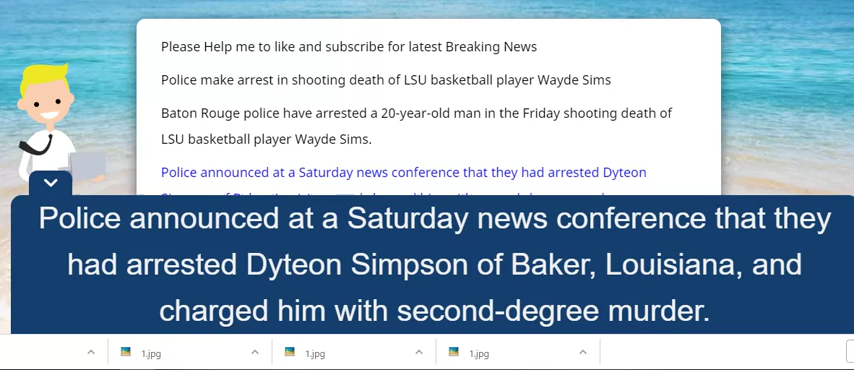 Please Help me to like and subscribe for latest Breaking News
Police make arrest in shooting death of LSU basketball player Wayde Sims
Baton Rouge police have arrested a 20-year-old man in the Friday shooting death of
LSU basketball player Wayde Sims.
Police announced at a Saturday news conference that they had arrested Dyteon
Police announced at a Saturday news conference that they
had arrested Dyteon Simpson of Baker, Louisiana, and
charged him with second-degree murder.
1.jpg
1.jpg
1.jpg